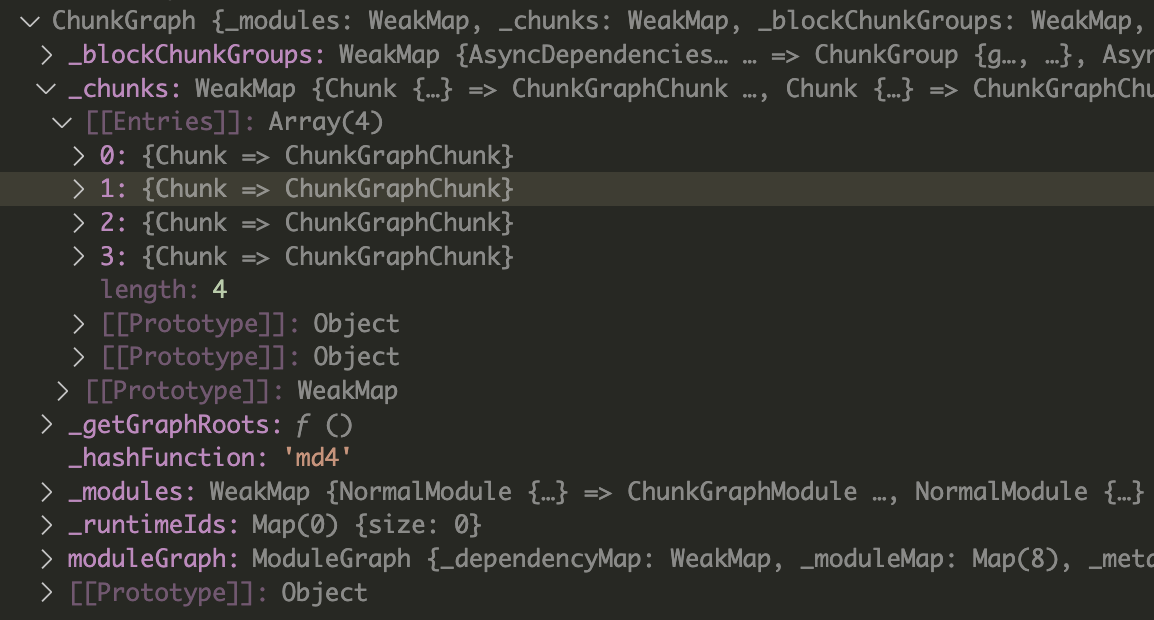 ChunkGraph {_modules: WeakMap, _chunks: WeakMap, _blockChunkGroups: WeakMap,
_blockChunkGroups: WeakMap {AsyncDependencies… … => ChunkGroup {g…, …}, Asyn
_chunks: WeakMap {Chunk {…} => ChunkGraphChunk …, Chunk {…} => ChunkGraphChu
[[Entries]]: Array(4)
0: {Chunk => ChunkGraphChunk}
1: {Chunk => ChunkGraphChunk}
2: {Chunk => ChunkGraphChunk}
3: {Chunk => ChunkGraphChunk}
length: 4
[[Prototype]]: Object
[[Prototype]]: Object
[[Prototype]]: WeakMap
_getGraphRoots: ƒ ()
_hashFunction: 'md4'
_modules: WeakMap {NormalModule {…} => ChunkGraphModule …, NormalModule {…}
_runtimeIds: Map(0) {size: 0}
moduleGraph: ModuleGraph {_dependencyMap: WeakMap, _moduleMap: Map(8), _meta
[[Prototype]]: Object